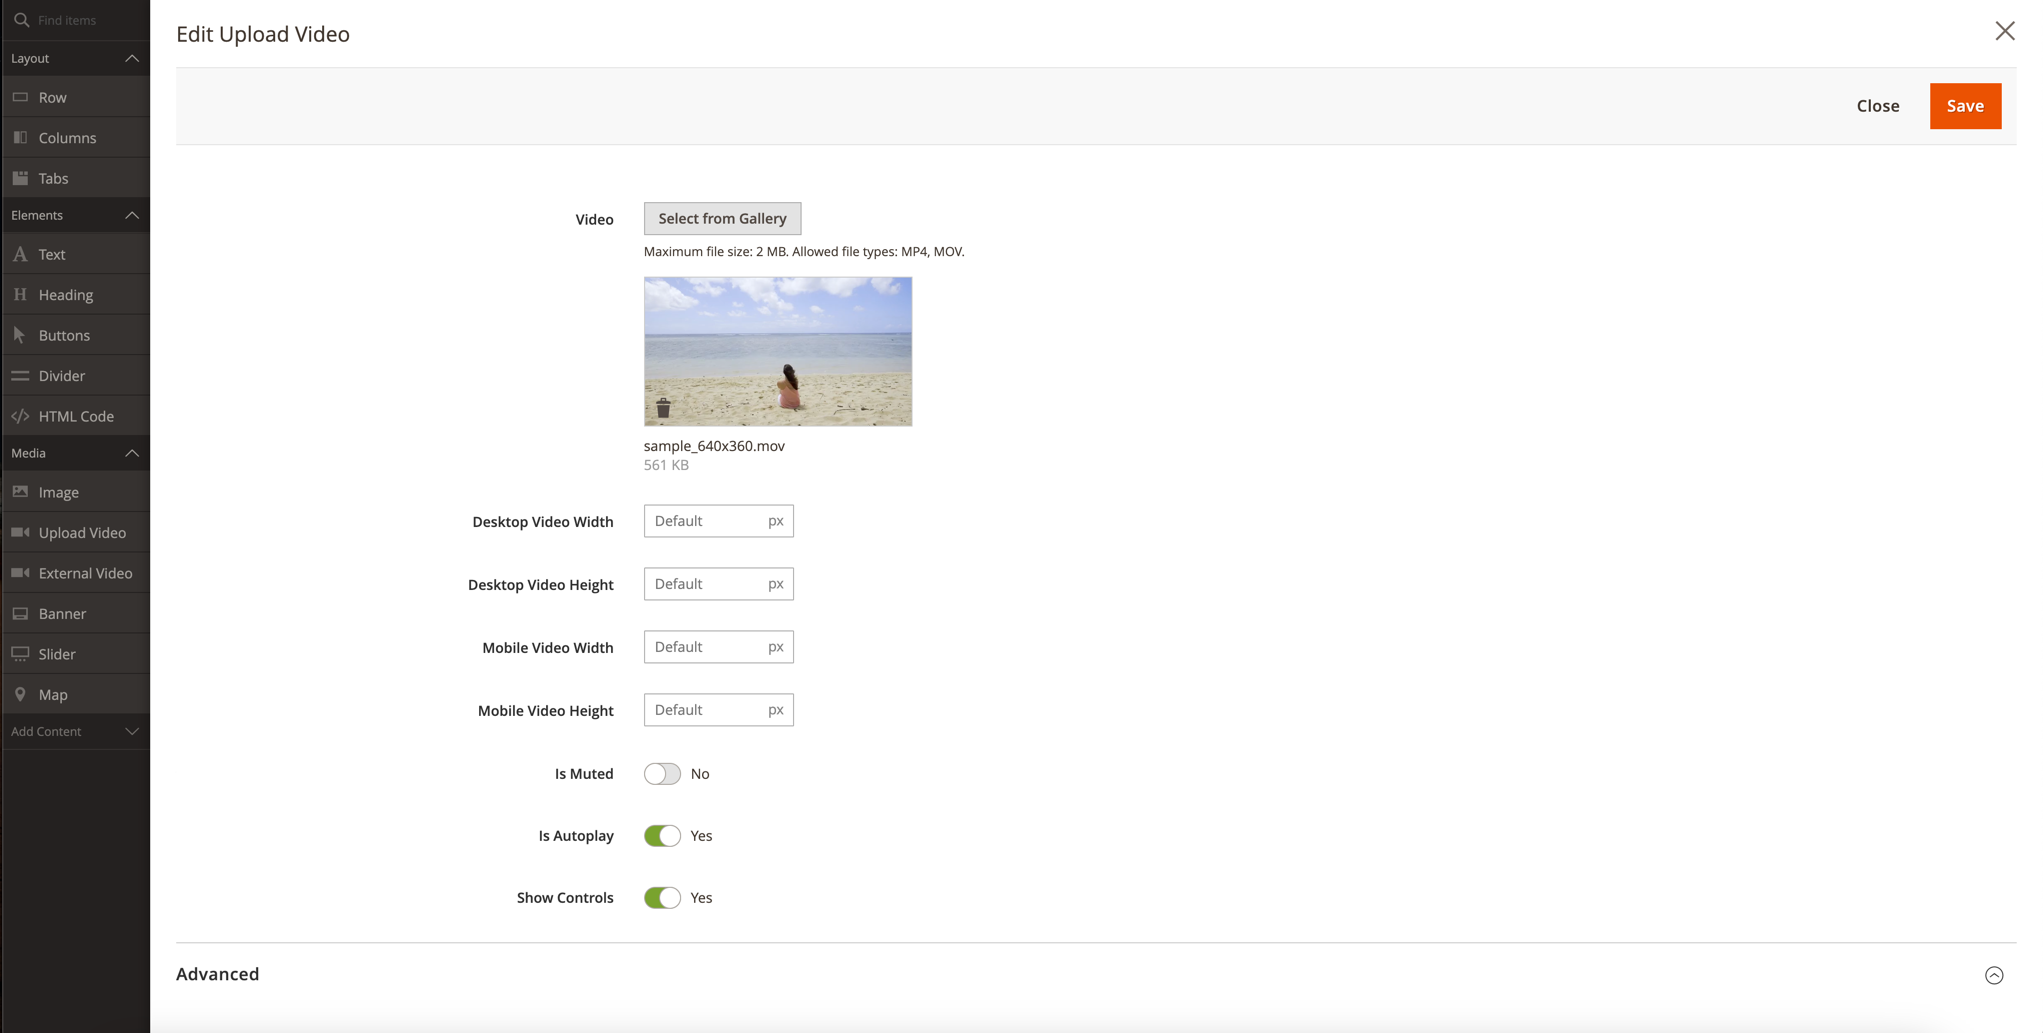 Find items
Layout
Row
Columns
Tabs
Elements
Text
Heading
Buttons
Divider
HTML Code
Media
Image
Upload Video
External Video
Banner
Slider
Map
Add Content
Edit Upload Video
Close Save
Video Select from Gallery
Maximum file size: 2 MB. Allowed file types: MP4, MOV.
sample_640x360.mov
561 KB
Desktop Video Width Default px
Desktop Video Height Default px
Mobile Video Width Default px
Mobile Video Height Default px
Is Muted No
Is Autoplay Yes
Show Controls Yes
Advanced